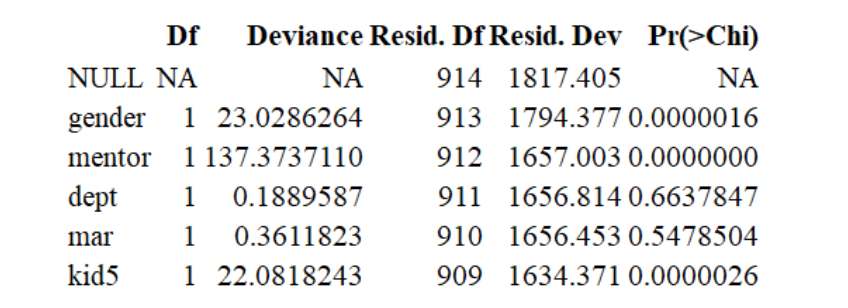 Df Deviance Resid. Df Resid. Dev Pr(>Chi)
NULL NA NA 914 1817.405 NA
gender 1 23.0286264 913 1794.377 0.0000016
mentor 1 137.3737110 912 1657.003 0.0000000
dept 1 0.1889587 911 1656.814 0.6637847
mar 1 0.3611823 910 1656.453 0.5478504
kid5 1 22.0818243 909 1634.371 0.0000026